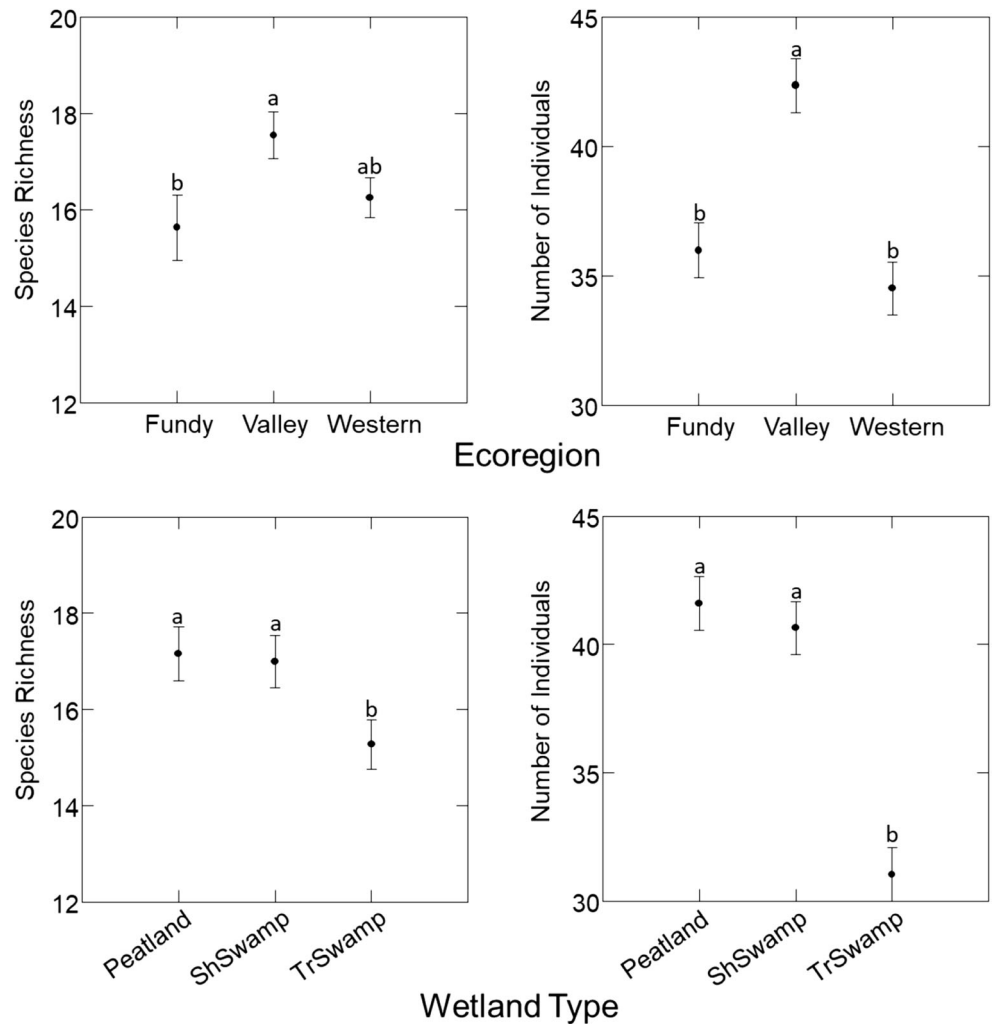 20
18
16
14
12
Species Richness
b
a
ab
Fundy Valley Western
45
40
35
30
Number of Individuals
b
a
b
Fundy Valley Western
Ecoregion
20
18
16
14
12
Species Richness
a
a
b
Peatland
ShSwamp
TrSwamp
45
40
35
30
Number of Individuals
a
a
b
Peatland
ShSwamp
TrSwamp
Wetland Type